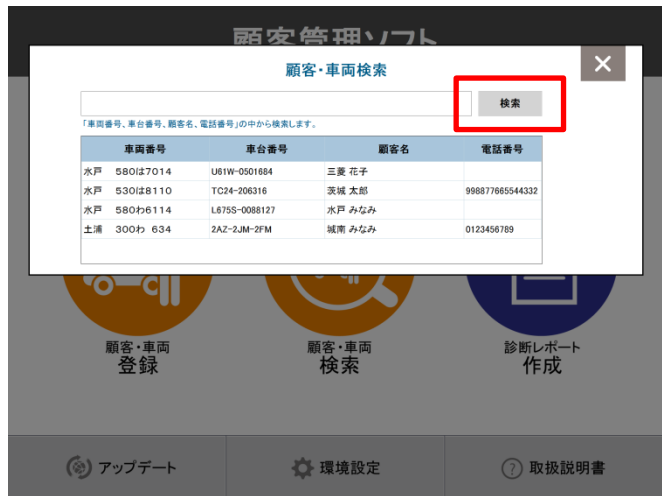 顧客管理ソフト
顧客・車両検索
検索
「車両番号、車台番号、顧客名、電話番号」の中から検索します。
車両番号 車台番号 顧客名 電話番号
水戸 580は7014 U61W-0501684 三菱 花子
水戸 530は8110 TC24-206316 茨城 太郎 998877665544332
水戸 580わ6114 L675S-0088127 水戸 みなみ
土浦 300わ 634 2AZ-2JM-2FM 城南 みなみ 0123456789
顧客・車両
登録
顧客・車両
検索
診断レポート
作成
アップデート
環境設定
取扱説明書